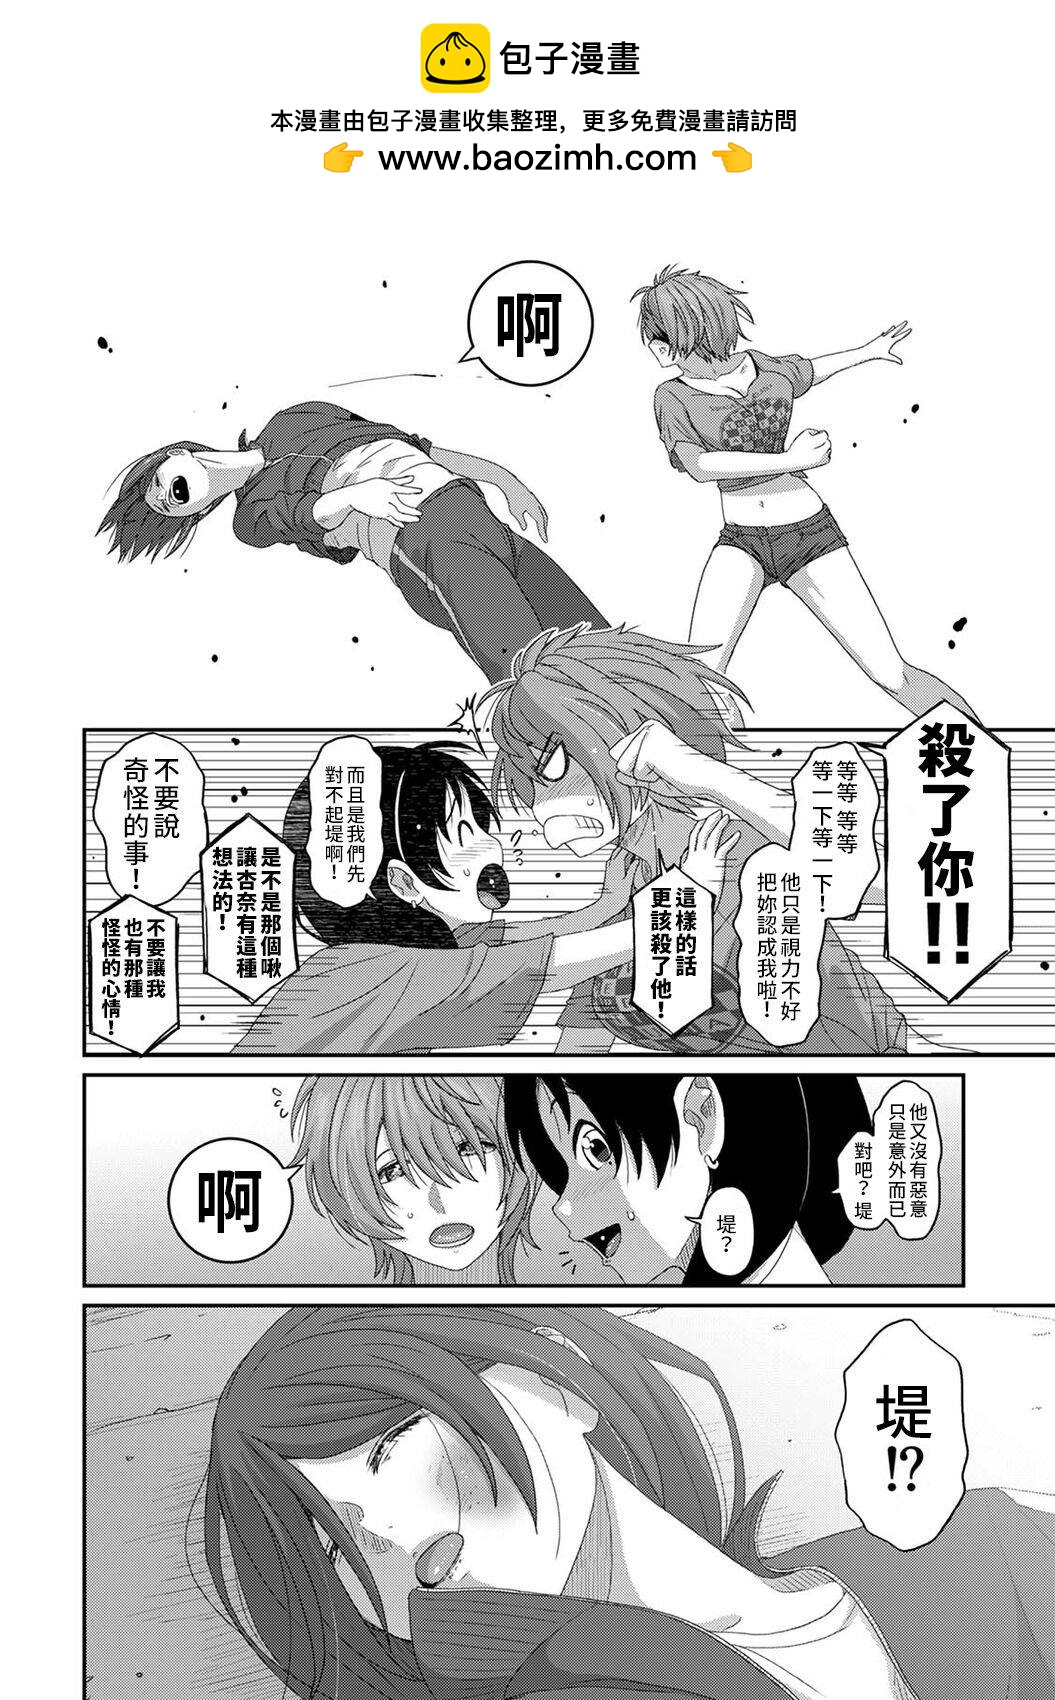 包子漫畫
本漫畫由包子漫畫收集整理，更多免費漫畫請訪問
👉 www.baozimh.com 👈
啊
殺了你!!
等等 等等
等一下等一下！
他只是視力不好
把妳認成我啦！
這樣的話
更該殺了他！
而且是我們先
對不起堤啊！
是不是那個啾
讓杏奈有這種
想法的！
不要說
奇怪的事！
不要讓我
也有那種
怪怪的心情！
他又沒有惡意
只是意外而已
對吧？堤
堤？
啊
堤!?